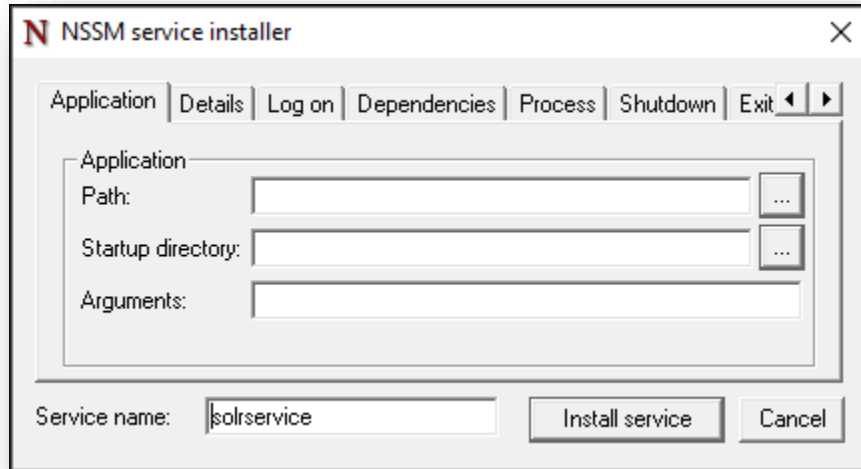 N NSSM service installer
Application Details Log on Dependencies Process Shutdown Exit
Application
Path:
...
Startup directory:
...
Arguments:
Service name: solrservice Install service Cancel